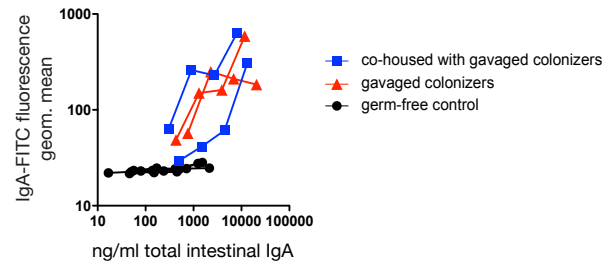 1000
100
10
IgA-FITC fluorescence
geom. mean
10 100 1000 10000 100000
ng/ml total intestinal IgA
co-housed with gavaged colonizers
gavaged colonizers
germ-free control